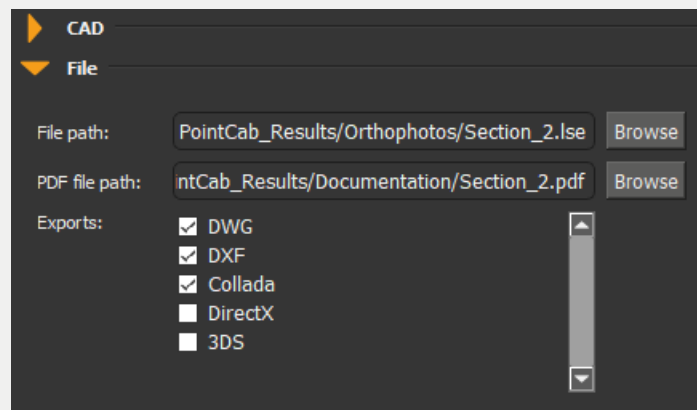 CAD
File
File path: PointCab_Results/Orthophotos/Section_2.lse Browse
PDF file path: intCab_Results/Documentation/Section_2.pdf Browse
Exports: DWG
DXF
Collada
DirectX
3DS